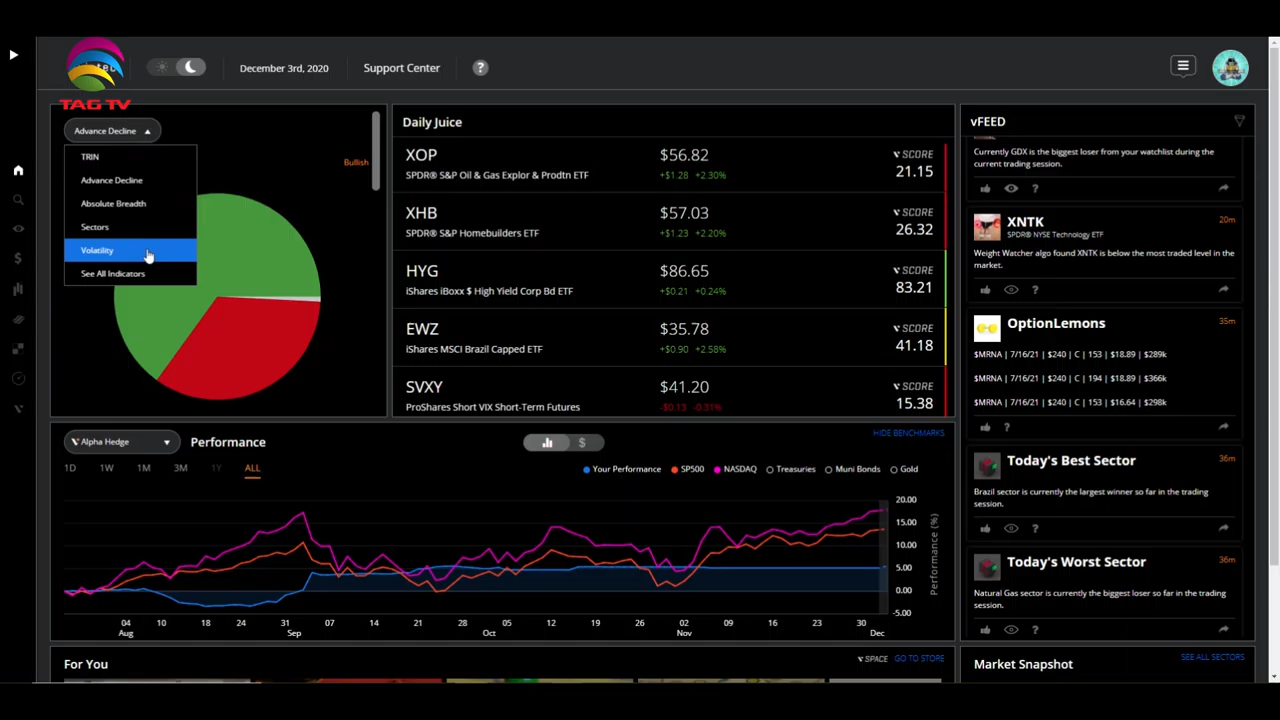 TAG TV
December 3rd, 2020
Support Center
?
Advance Decline
TRIN
Advance Decline
Absolute Breadth
Sectors
Volatility
See All Indicators
Bullish
Daily Juice
XOP $56.82 SCORE
SPDR® S&P Oil & Gas Explor & Prodtn ETF +$1.28 +2.30% 21.15
XHB $57.03 SCORE
SPDR® S&P Homebuilders ETF +$1.23 +2.20% 26.32
HYG $86.65 SCORE
iShares iBoxx $ High Yield Corp Bd ETF +$0.21 +0.24% 83.21
EWZ $35.78 SCORE
iShares MSCI Brazil Capped ETF +$0.90 +2.58% 41.18
SVXY $41.20 SCORE
ProShares Short VIX Short-Term Futures -$0.13 -0.31% 15.38
vFEED
Currently GDX is the biggest loser from your watchlist during the
current trading session.
XNTK 20m
SPDR® NYSE Technology ETF
Weight Watcher algo found XNTK is below the most traded level in the
market.
OptionLemons 35m
$MRNA | 7/16/21 | $240 | C | 153 | $18.89 | $289k
$MRNA | 7/16/21 | $240 | C | 194 | $18.89 | $366k
$MRNA | 7/16/21 | $240 | C | 153 | $16.64 | $298k
Today's Best Sector 36m
Brazil sector is currently the largest winner so far in the trading
session.
Today's Worst Sector 36m
Natural Gas sector is currently the biggest loser so far in the trading
session.
Alpha Hedge
Performance
$
HIDE BENCHMARKS
1D 1W 1M 3M 1Y ALL
Your Performance SP500 NASDAQ Treasuries Muni Bonds Gold
20.00
15.00
10.00
5.00
0.00
-5.00
Performance (%)
04 10 18 24 31 07 14 21 28 05 12 19 26 02 09 16 23 30
Aug Sep Oct Nov Dec
For You
SPACE GO TO STORE
Market Snapshot
SEE ALL SECTORS